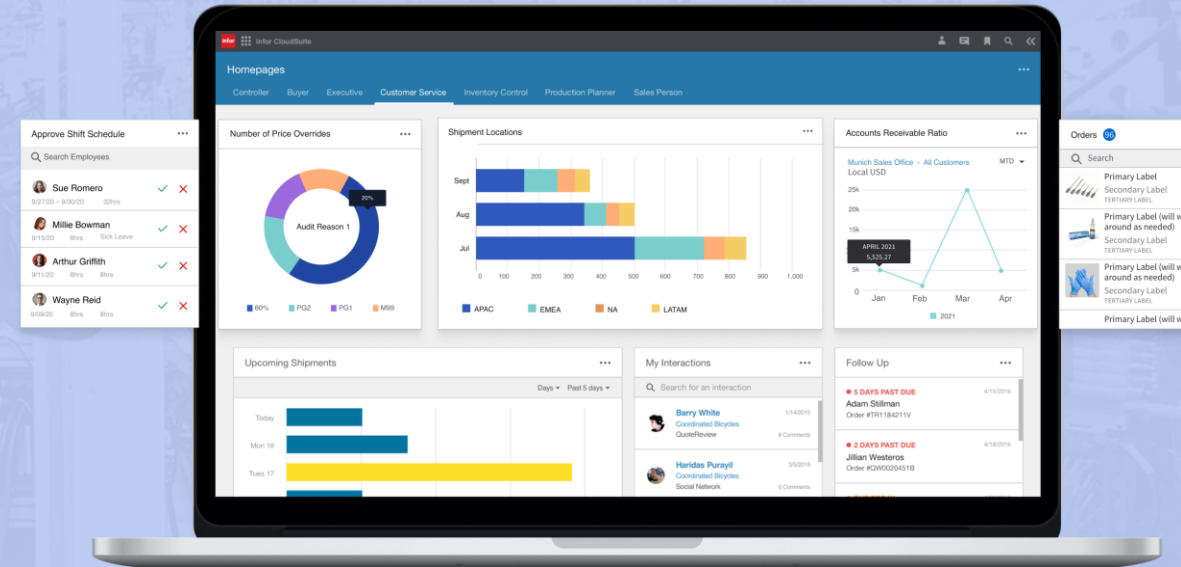 infor Infor CloudSuite
Homepages
Controller Buyer Executive Customer Service Inventory Control Production Planner Sales Person
Approve Shift Schedule
Search Employees
Sue Romero
9/27/20 – 9/30/20 32hrs
Millie Bowman
9/15/20 8hrs Sick Leave
Arthur Griffith
9/11/20 8hrs 8hrs
Wayne Reid
9/09/20 8hrs 8hrs
Number of Price Overrides
20%
Audit Reason 1
60% PG2 PG1 M99
Shipment Locations
Sept
Aug
Jul
0 100 200 300 400 500 600 700 800 900 1,000
APAC EMEA NA LATAM
Accounts Receivable Ratio
Munich Sales Office - All Customers MTD
Local USD
25k
20k
15k
APRIL 2021
5,525.27
5k
0
Jan Feb Mar Apr
2021
Orders 96
Search
Primary Label
Secondary Label
TERTIARY LABEL
Primary Label (will w
around as needed)
Secondary Label
TERTIARY LABEL
Primary Label (will w
around as needed)
Secondary Label
TERTIARY LABEL
Primary Label (will w
Upcoming Shipments
Days Past 5 days
Today
Mon 16
Tues 17
My Interactions
Search for an interaction
Barry White 1/14/2015
Coordinated Bicycles
QuoteReview 9 Comments
Haridas Purayil 3/5/2015
Coordinated Bicycles
Social Network 6 Comments
Follow Up
5 DAYS PAST DUE 4/15/2016
Adam Stillman
Order #TR1184211V
2 DAYS PAST DUE 4/18/2016
Jillian Westeros
Order #QW0020451B